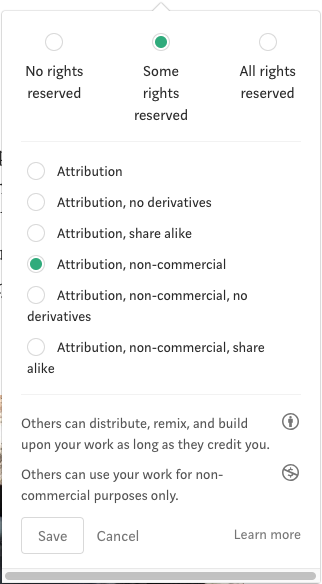 No rights reserved
Some rights reserved
All rights reserved
Attribution
Attribution, no derivatives
Attribution, share alike
Attribution, non-commercial
Attribution, non-commercial, no
derivatives
Attribution, non-commercial, share
alike
Others can distribute, remix, and build
upon your work as long as they credit you.
Others can use your work for non-
commercial purposes only.
Save Cancel Learn more